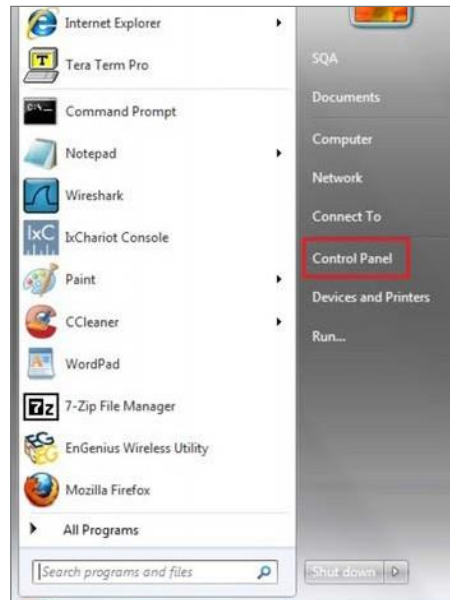 Internet Explorer
Tera Term Pro
Command Prompt
Notepad
Wireshark
IxChariot Console
Paint
CCleaner
WordPad
7-Zip File Manager
EnGenius Wireless Utility
Mozilla Firefox
All Programs
Search programs and files
SQA
Documents
Computer
Network
Connect To
Control Panel
Devices and Printers
Run...
Shut down